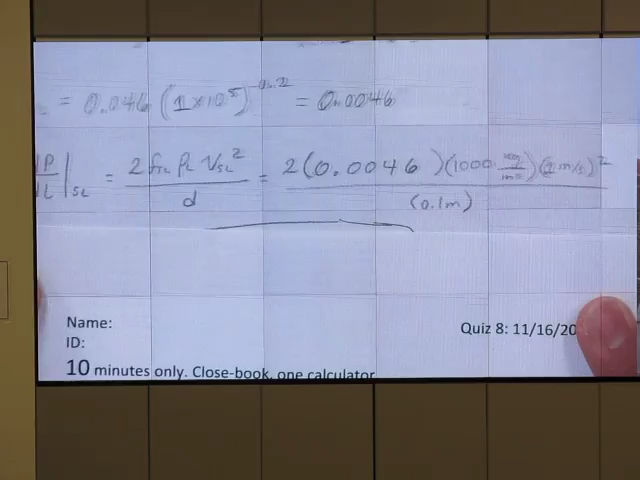 = 0.046 (1×10⁵)^-0.2 = 0.0046
dP/dL|SL = 2 fSL ρL VSL² / d = 2(0.0046)(1000 kg/m³)(1 m/s)² / (0.1m)
Name:
Quiz 8: 11/16/20
ID:
10 minutes only. Close-book, one calculator